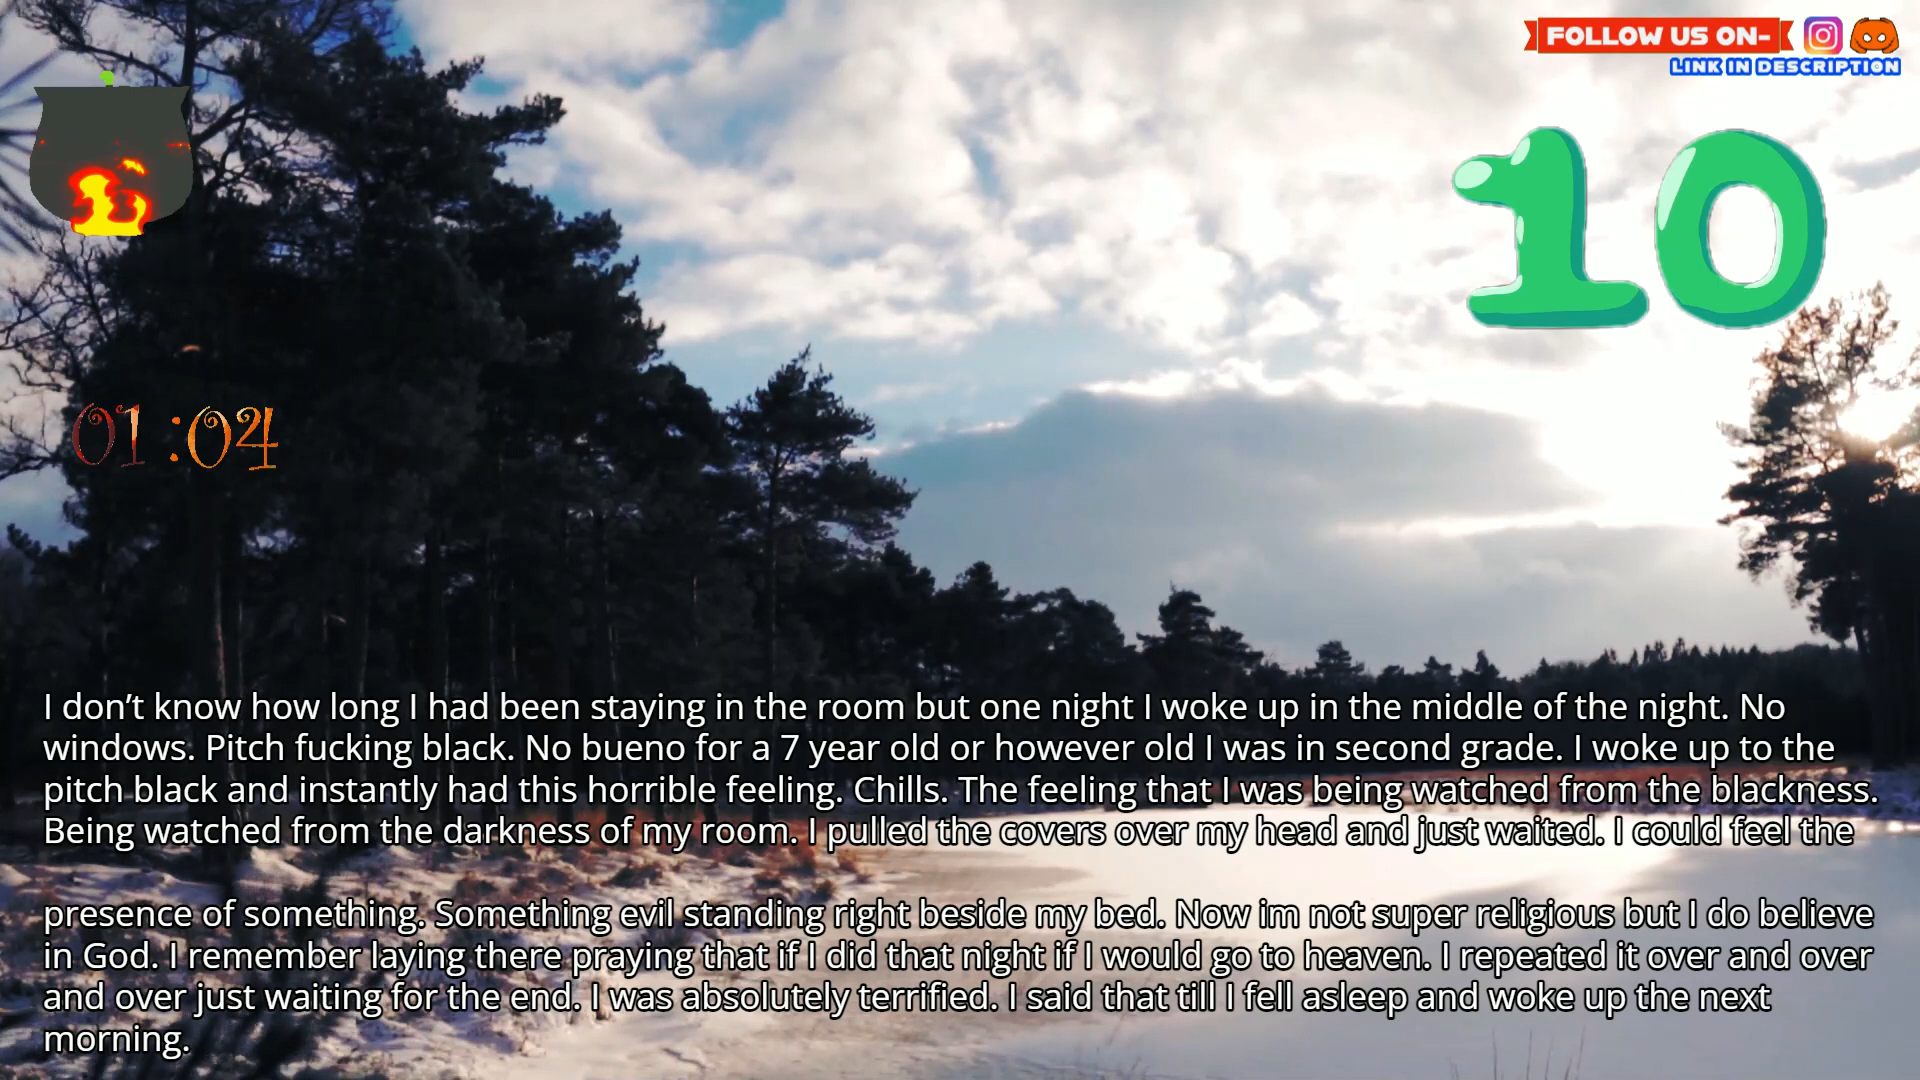 FOLLOW US ON-
LINK IN DESCRIPTION
10
01:04
I don’t know how long I had been staying in the room but one night I woke up in the middle of the night. No
windows. Pitch fucking black. No bueno for a 7 year old or however old I was in second grade. I woke up to the
pitch black and instantly had this horrible feeling. Chills. The feeling that I was being watched from the blackness.
Being watched from the darkness of my room. I pulled the covers over my head and just waited. I could feel the
presence of something. Something evil standing right beside my bed. Now im not super religious but I do believe
in God. I remember laying there praying that if I did that night if I would go to heaven. I repeated it over and over
and over just waiting for the end. I was absolutely terrified. I said that till I fell asleep and woke up the next
morning.